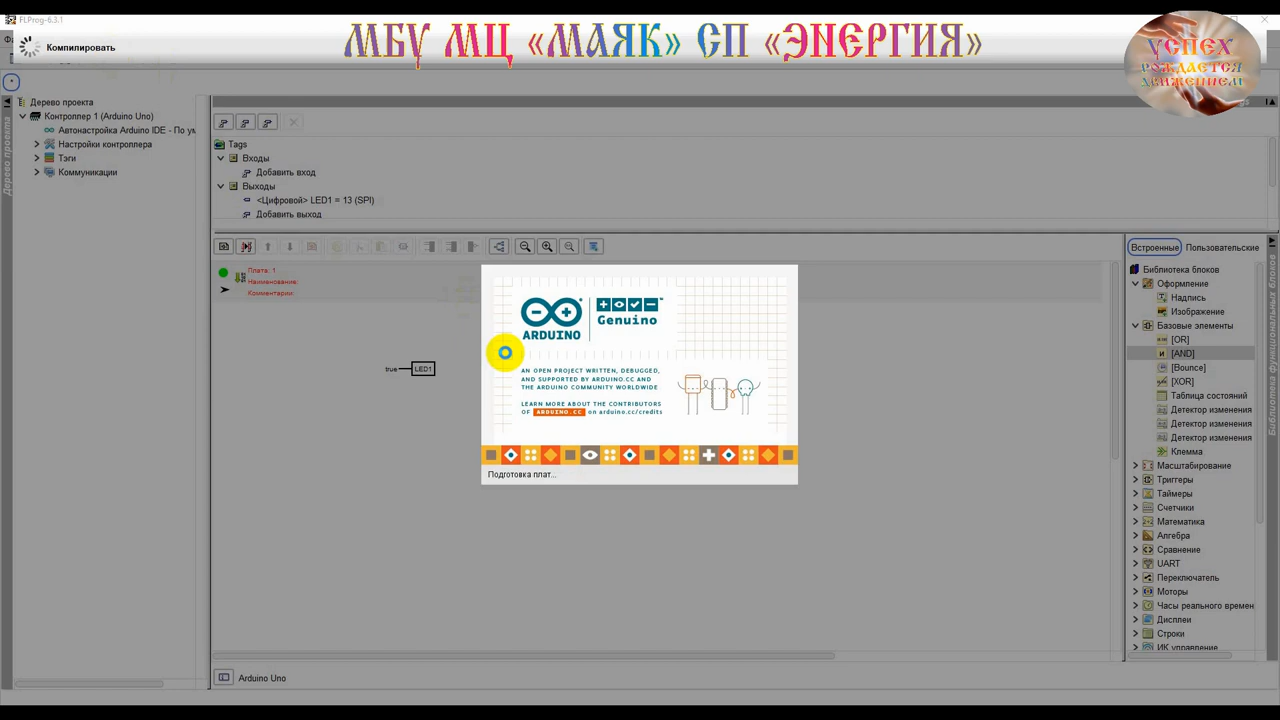 FLProg-6.3.1
Компилировать
МБУ МЦ «МАЯК» СП «ЭНЕРГИЯ»
УСПЕХ
РОЖДАЕТСЯ
ДВИЖЕНИЕМ
Дерево проекта
Дерево проекта
Контроллер 1 (Arduino Uno)
Автонастройка Arduino IDE - По ум
Настройки контроллера
Тэги
Коммуникации
Tags
Входы
Добавить вход
Выходы
<Цифровой> LED1 = 13 (SPI)
Добавить выход
Плата: 1
Наименование:
Комментарии:
true
LED1
ARDUINO
Genuino
AN OPEN PROJECT WRITTEN, DEBUGGED,
AND SUPPORTED BY ARDUINO.CC AND
THE ARDUINO COMMUNITY WORLDWIDE
LEARN MORE ABOUT THE CONTRIBUTORS
OF ARDUINO.CC on arduino.cc/credits
Подготовка плат...
Встроенные
Пользовательские
Библиотека блоков
Оформление
Надпись
Изображение
Базовые элементы
[OR]
[AND]
[Bounce]
[XOR]
Таблица состояний
Детектор изменения
Детектор изменения
Детектор изменения
Клемма
Масштабирование
Триггеры
Таймеры
Счетчики
Математика
Алгебра
Сравнение
UART
Переключатель
Моторы
Часы реального времен
Дисплеи
Строки
ИК управление
Библиотека функциональных блоков
Arduino Uno